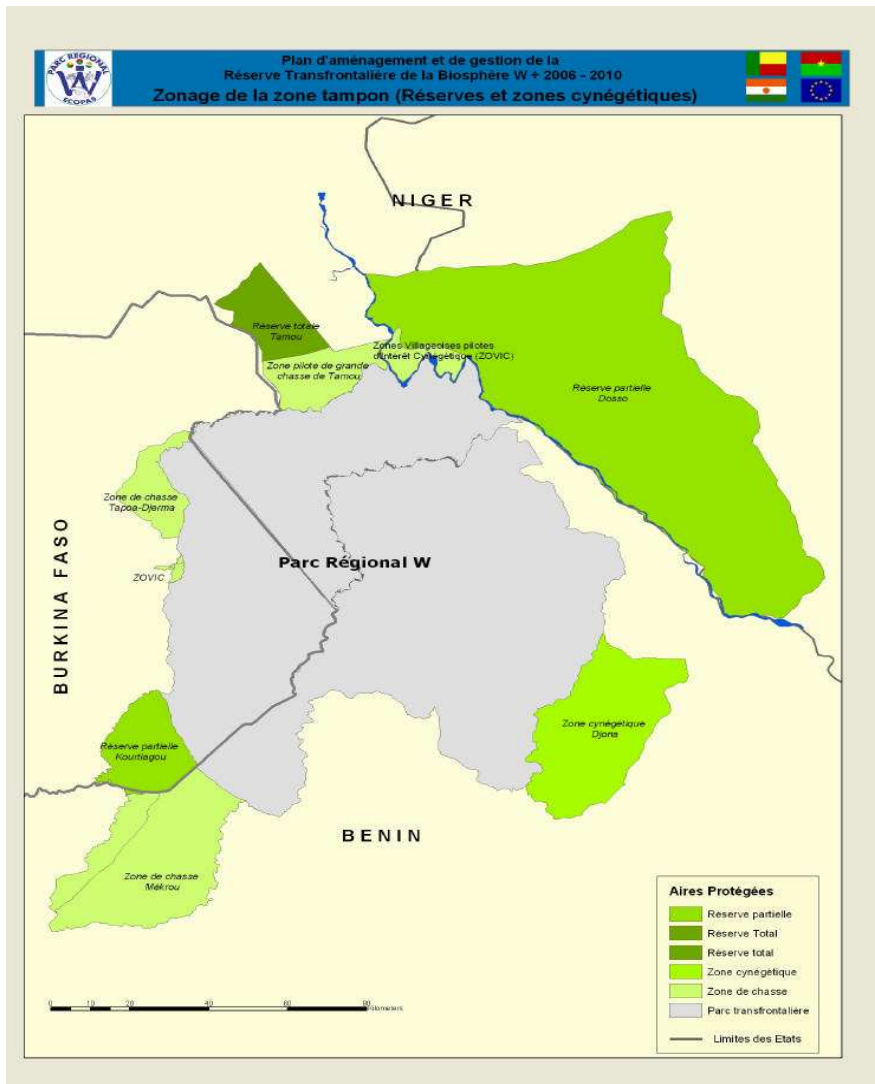 PARC REGIONAL
W
ECOPAS
Plan d'aménagement et de gestion de la
Réserve Transfrontalière de la Biosphère W + 2006 - 2010
Zonage de la zone tampon (Réserves et zones cynégétiques)
NIGER
Réserve totale
Tamou
Zones Villageoises pilotes
d'Intérêt Cynégétique (ZOVIC)
Zone pilote de grande
chasse de Tamou
Réserve partielle
Dosso
Zone de chasse
Tapoa-Djerma
ZOVIC
Parc Régional W
BURKINA FASO
Zone cynégétique
Djona
Réserve partielle
Kourtiagou
BENIN
Zone de chasse
Mékrou
Aires Protégées
Réserve partielle
Réserve Total
Réserve total
Zone cynégétique
Zone de chasse
Parc transfrontalière
Limites des Etats
0 10 20 40 60 80
Kilometers